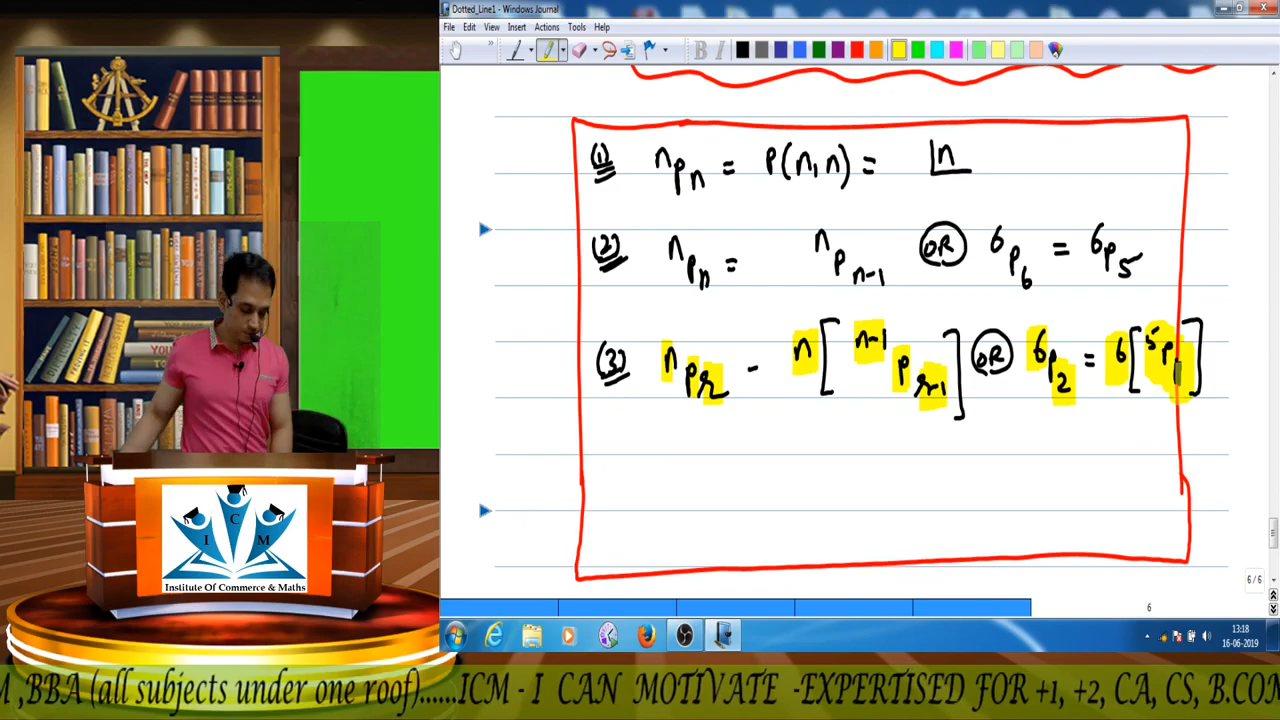 Dotted_Line1 - Windows Journal
File Edit View Insert Actions Tools Help
(1) nPn = P(n,n) = |n
(2) nPn = nPn-1 OR 6P6 = 6P5
(3) nPr - n[n-1Pr-1] OR 6P2 = 6[5P1]
6/6
6
13:18
16-06-2019
I C M
Institute Of Commerce & Maths
M ,BBA (all subjects under one roof)......ICM - I CAN MOTIVATE -EXPERTISED FOR +1, +2, CA, CS, B.COM